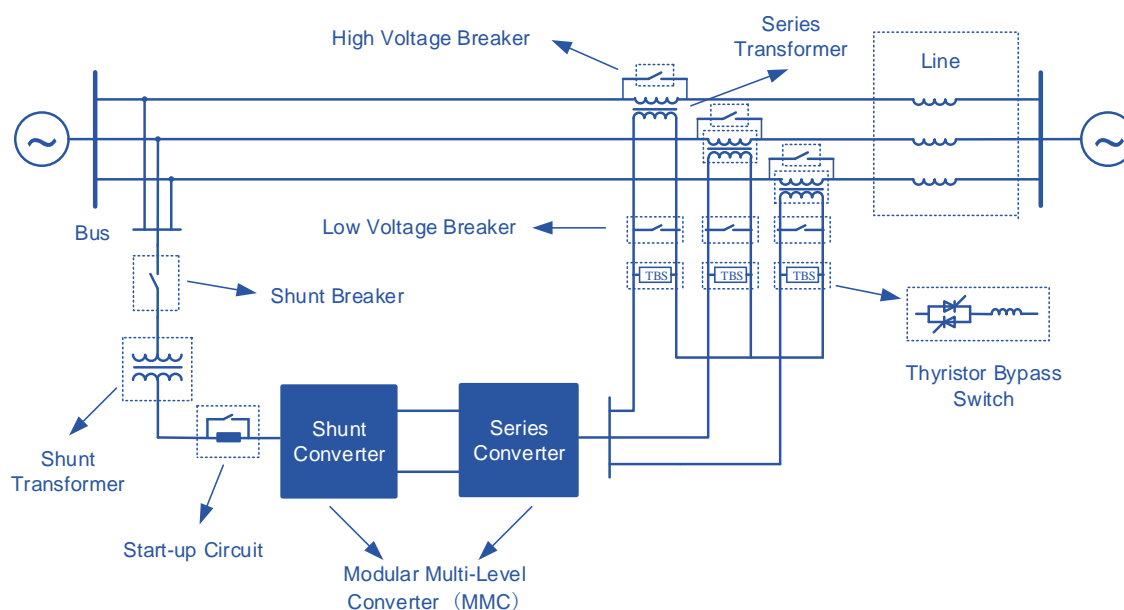 High Voltage Breaker
Series
Transformer
Line
Bus
Low Voltage Breaker
TBS
TBS
TBS
Shunt Breaker
Thyristor Bypass
Switch
Shunt
Converter
Series
Converter
Shunt
Transformer
Start-up Circuit
Modular Multi-Level
Converter（MMC）